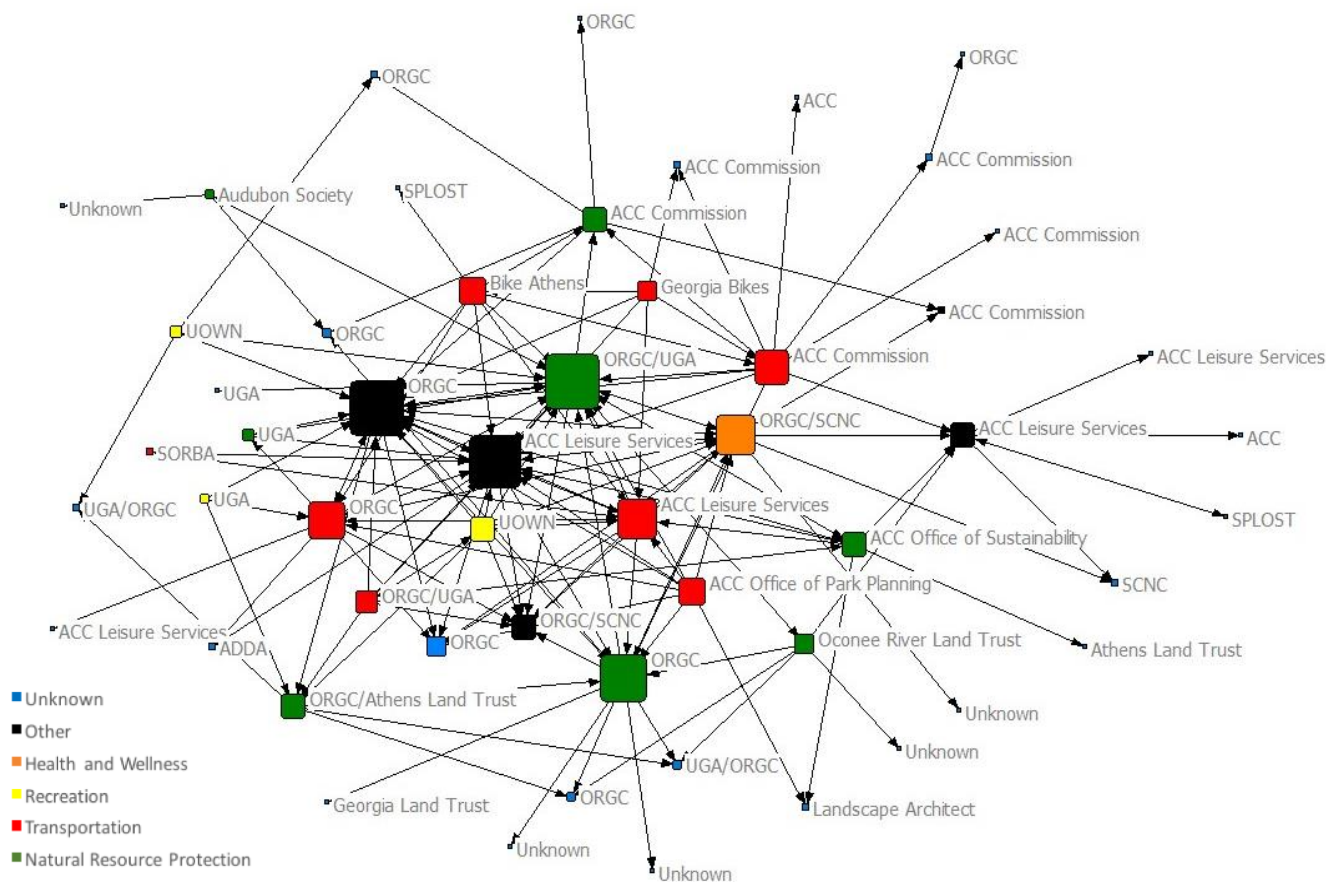 ORGC
ORGC
ORGC
ACC
ACC Commission
ACC Commission
Audubon Society
SPLOST
Unknown
ACC Commission
ACC Commission
Bike Athens
Georgia Bikes
ACC Commission
UOWN
ORGC
ACC Commission
ORGC/UGA
ACC Leisure Services
UGA
ORGC
ORGC/SCNC
ACC Leisure Services
ACC
UGA
ACC Leisure Services
SORBA
UGA
ORGC
UOWN
ACC Leisure Services
SPLOST
UGA/ORGC
ACC Office of Sustainability
ACC Office of Park Planning
SCNC
ORGC/UGA
ACC Leisure Services
ADDA
ORGC
ORGC/SCNC
Oconee River Land Trust
Athens Land Trust
ORGC
ORGC/Athens Land Trust
Unknown
Unknown
UGA/ORGC
Georgia Land Trust
ORGC
Landscape Architect
Unknown
Unknown
Unknown
Other
Health and Wellness
Recreation
Transportation
Natural Resource Protection